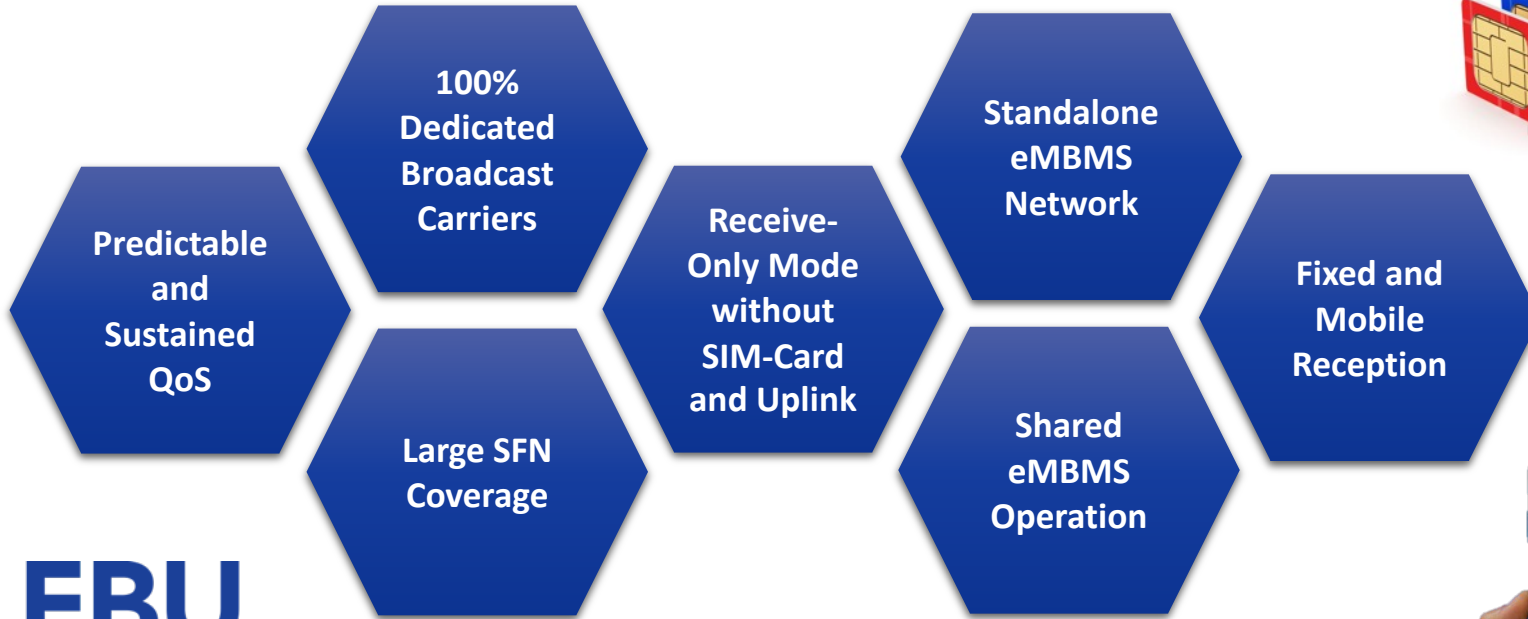 100%
Dedicated
Broadcast
Carriers
Standalone
eMBMS
Network
Predictable
and
Sustained
QoS
Receive-
Only Mode
without
SIM-Card
and Uplink
Fixed and
Mobile
Reception
Large SFN
Coverage
Shared
eMBMS
Operation
EBU